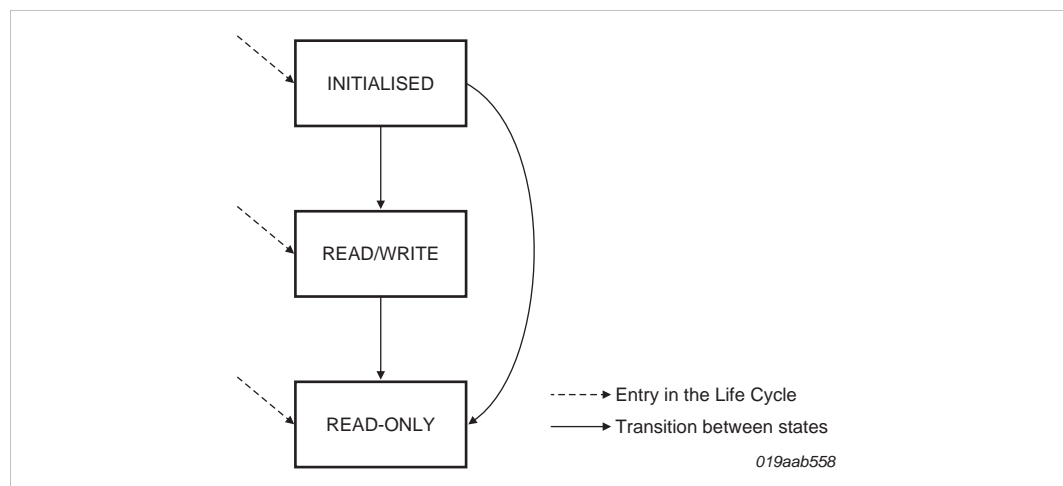 INITIALISED
READ/WRITE
READ-ONLY
Entry in the Life Cycle
Transition between states
019aab558